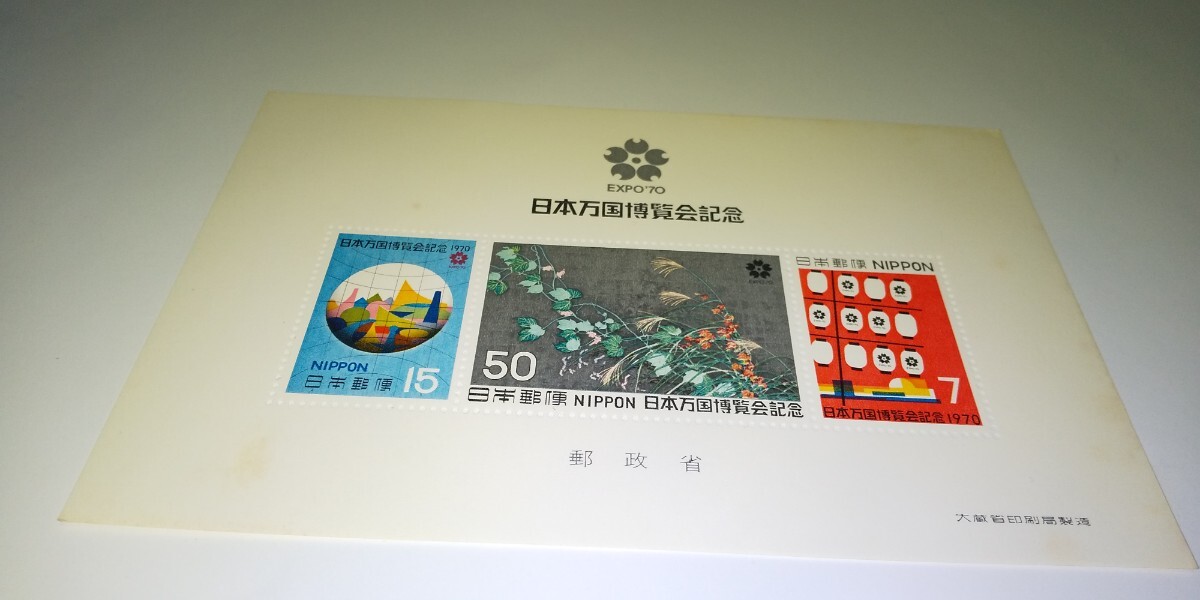 EXPO'70
日本万国博覧会記念
日本万国博覧会記念 1970
NIPPON
日本郵便 15
50
日本郵便 NIPPON 日本万国博覧会記念
日本郵便 NIPPON
7
日本万国博覧会記念 1970
郵政省
大蔵省印刷局製造